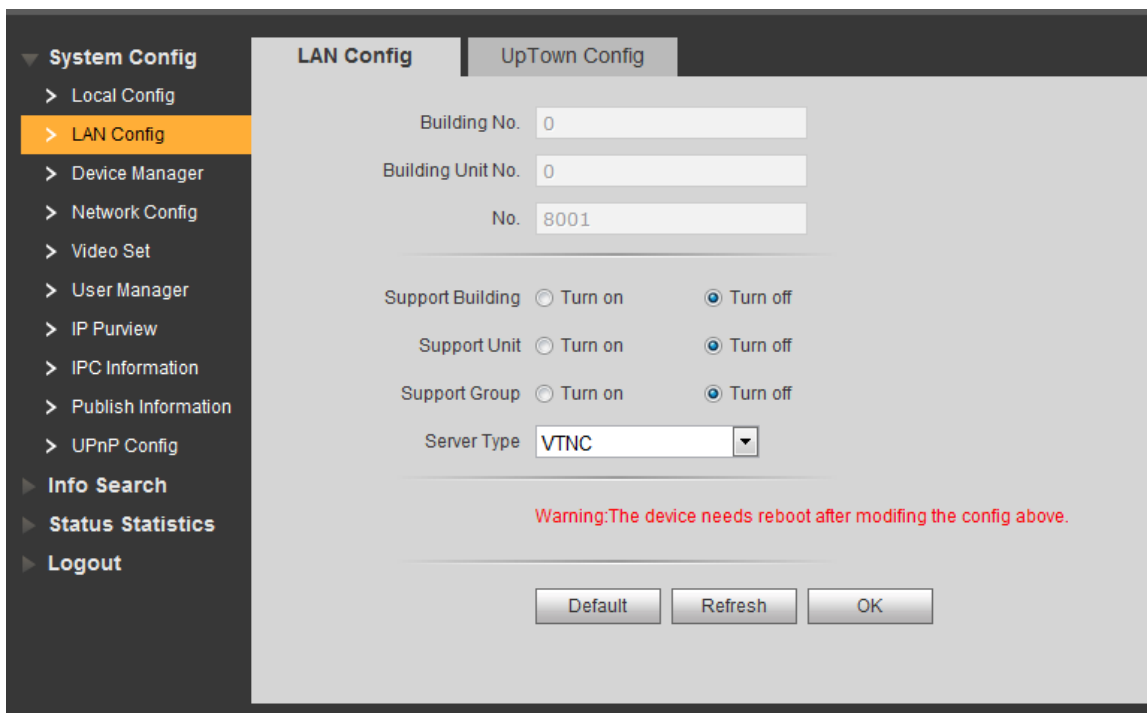 System Config
Local Config
LAN Config
Device Manager
Network Config
Video Set
User Manager
IP Purview
IPC Information
Publish Information
UPnP Config
Info Search
Status Statistics
Logout
LAN Config
UpTown Config
Building No. 0
Building Unit No. 0
No. 8001
Support Building Turn on Turn off
Support Unit Turn on Turn off
Support Group Turn on Turn off
Server Type VTNC
Warning:The device needs reboot after modifing the config above.
Default Refresh OK